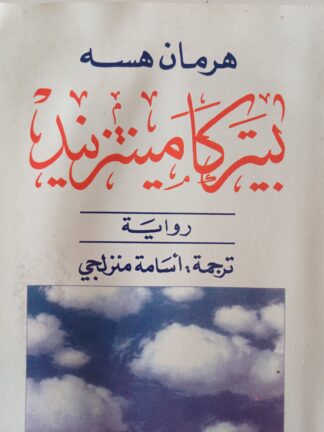 هرمان هسه
بيتر كامينتزيند
رواية
ترجمة: أسامة منزلجي